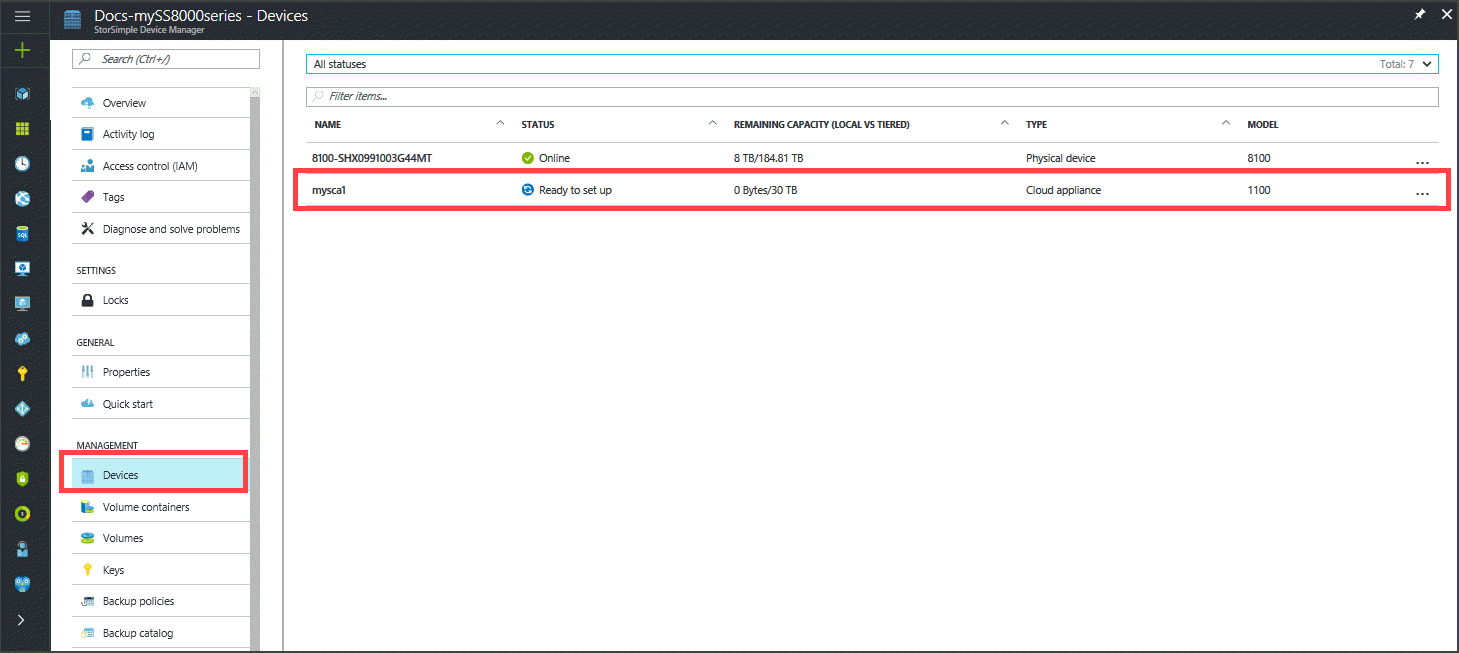 Docs-mySS8000series - Devices
StorSimple Device Manager
Search (Ctrl+/)
Overview
Activity log
Access control (IAM)
Tags
Diagnose and solve problems
SETTINGS
Locks
GENERAL
Properties
Quick start
MANAGEMENT
Devices
Volume containers
Volumes
Keys
Backup policies
Backup catalog
All statuses Total: 7
Filter items...
NAME STATUS REMAINING CAPACITY (LOCAL VS TIERED) TYPE MODEL
8100-SHX0991003G44MT Online 8 TB/184.81 TB Physical device 8100 ...
mysca1 Ready to set up 0 Bytes/30 TB Cloud appliance 1100 ...
SQL